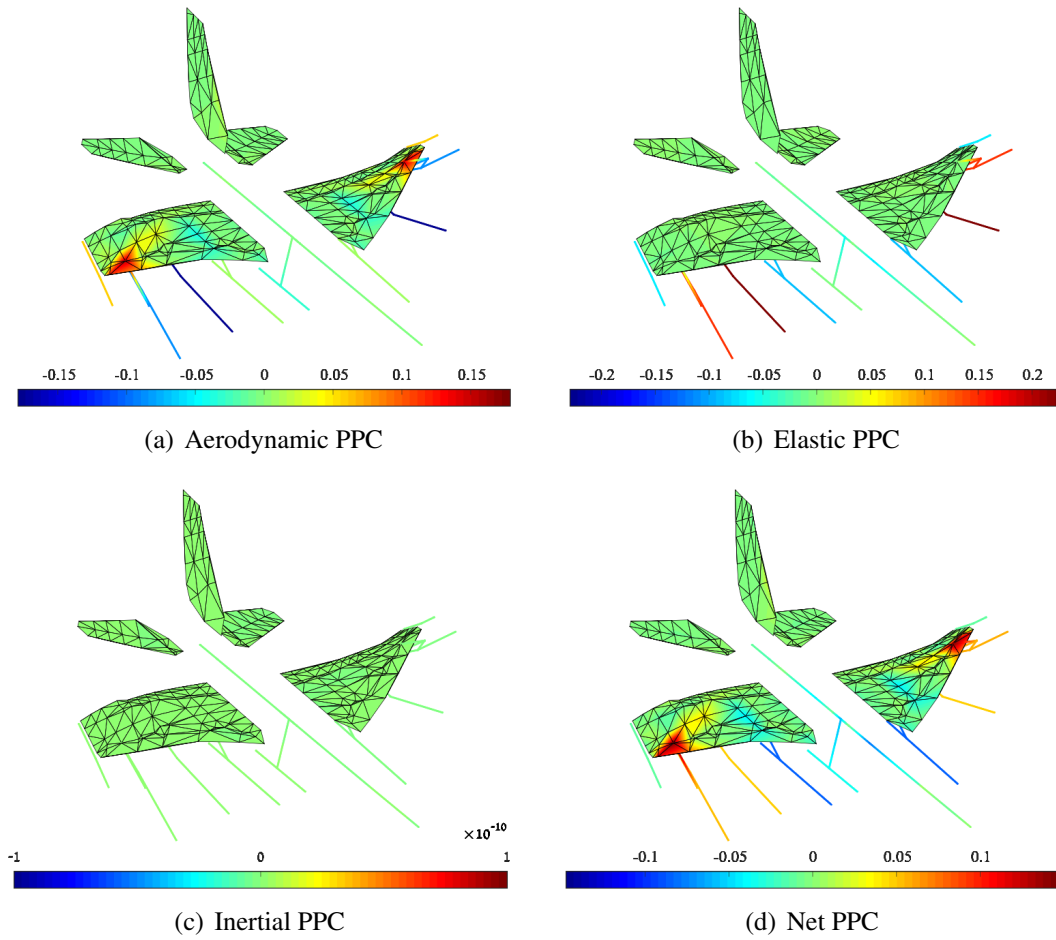 -0.15 -0.1 -0.05 0 0.05 0.1 0.15
-0.2 -0.15 -0.1 -0.05 0 0.05 0.1 0.15 0.2
(a) Aerodynamic PPC
(b) Elastic PPC
×10⁻¹⁰
-1 0 1
-0.1 -0.05 0 0.05 0.1
(c) Inertial PPC
(d) Net PPC